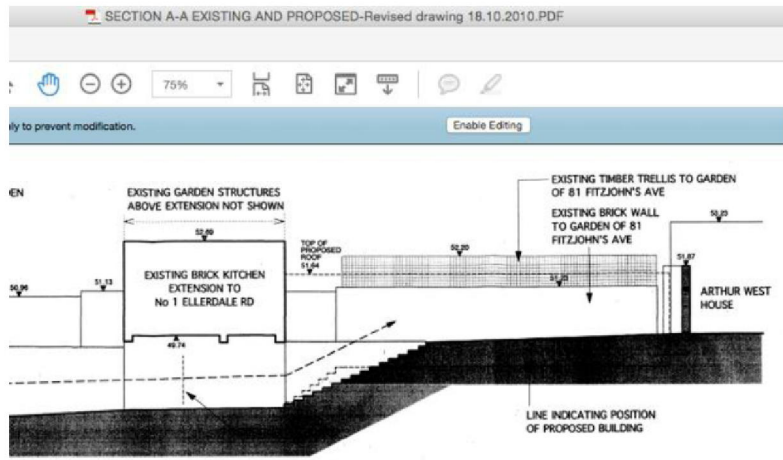 SECTION A-A EXISTING AND PROPOSED-Revised drawing 18.10.2010.PDF
75%
ly to prevent modification.
Enable Editing
EN
EXISTING GARDEN STRUCTURES
ABOVE EXTENSION NOT SHOWN
52.69
EXISTING BRICK KITCHEN
EXTENSION TO
No 1 ELLERDALE RD
49.74
50.96
51.13
TOP OF
PROPOSED
ROOF
51.64
52.20
51.25
EXISTING TIMBER TRELLIS TO GARDEN
OF 81 FITZJOHN'S AVE
EXISTING BRICK WALL
TO GARDEN OF 81
FITZJOHN'S AVE
53.23
51.87
ARTHUR WEST
HOUSE
LINE INDICATING POSITION
OF PROPOSED BUILDING